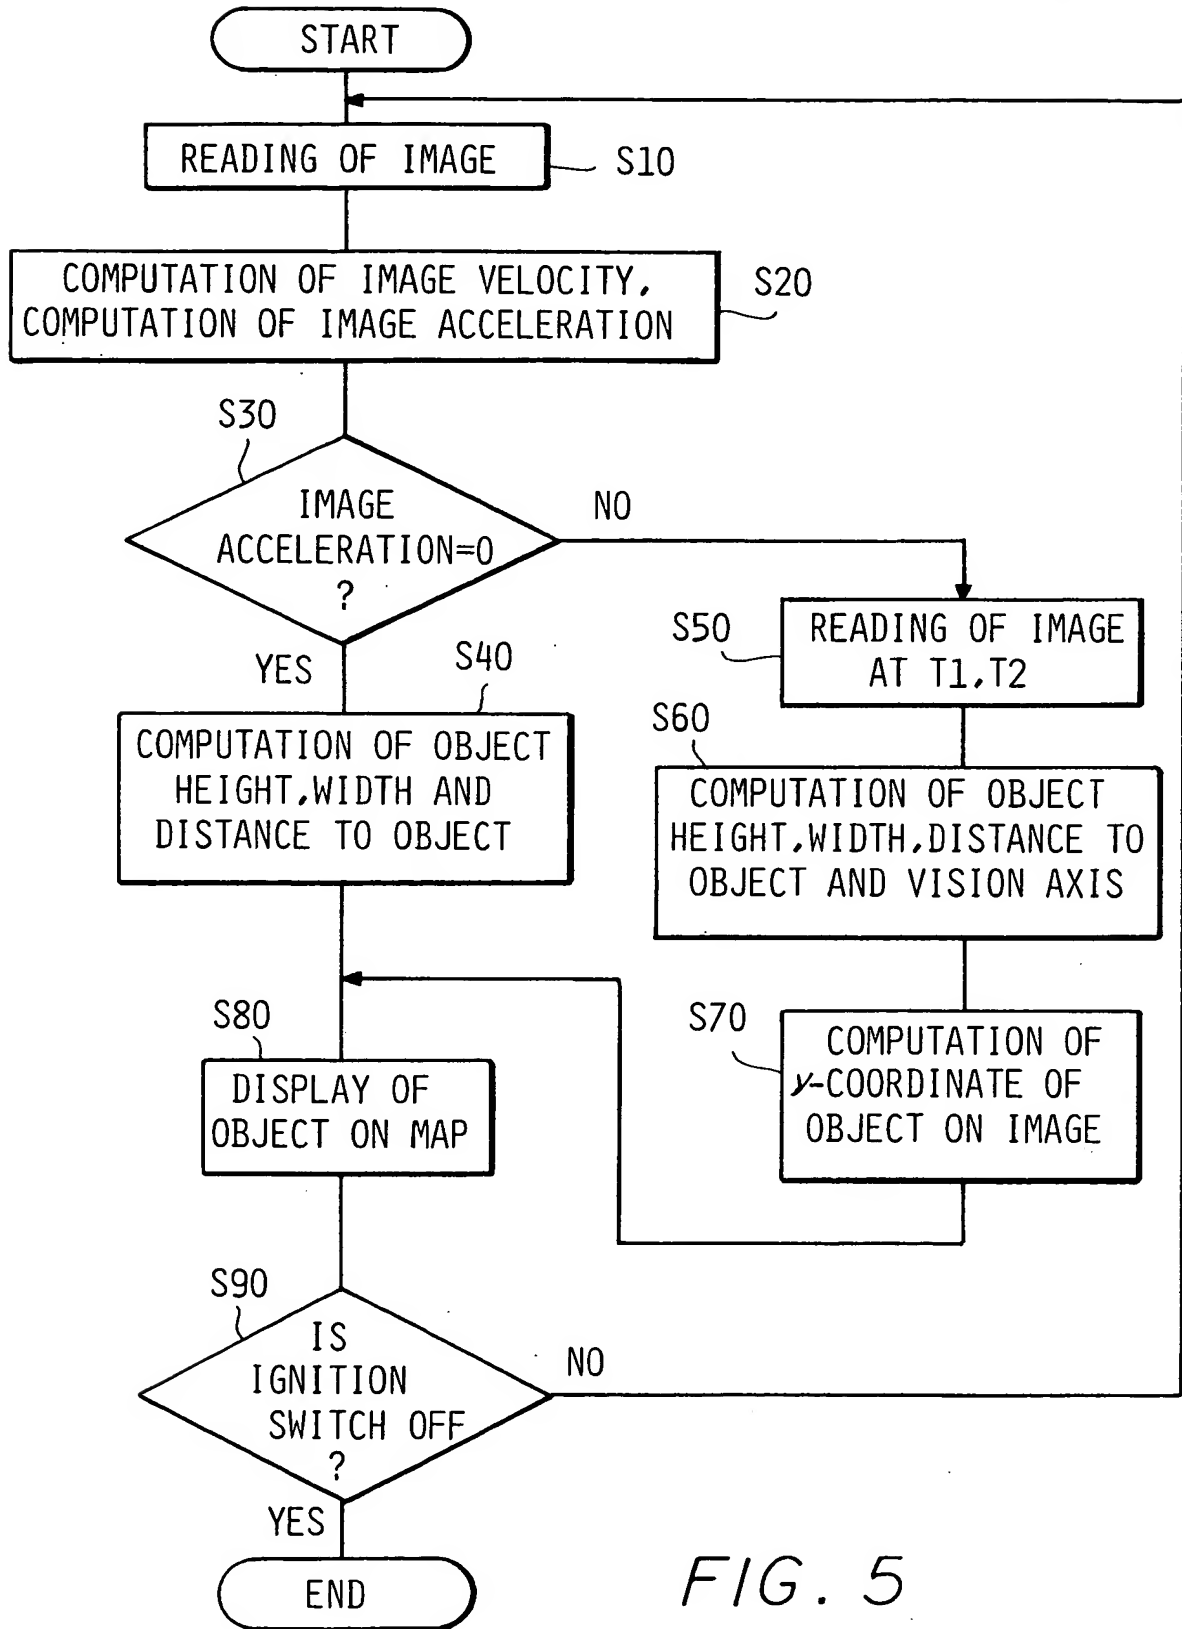 START
READING OF IMAGE
S10
COMPUTATION OF IMAGE VELOCITY,
COMPUTATION OF IMAGE ACCELERATION
S20
S30
IMAGE
ACCELERATION=0
?
NO
YES
S40
COMPUTATION OF OBJECT
HEIGHT,WIDTH AND
DISTANCE TO OBJECT
S50
READING OF IMAGE
AT T1,T2
S60
COMPUTATION OF OBJECT
HEIGHT,WIDTH,DISTANCE TO
OBJECT AND VISION AXIS
S70
COMPUTATION OF
y-COORDINATE OF
OBJECT ON IMAGE
S80
DISPLAY OF
OBJECT ON MAP
S90
IS
IGNITION
SWITCH OFF
?
NO
YES
END
FIG. 5